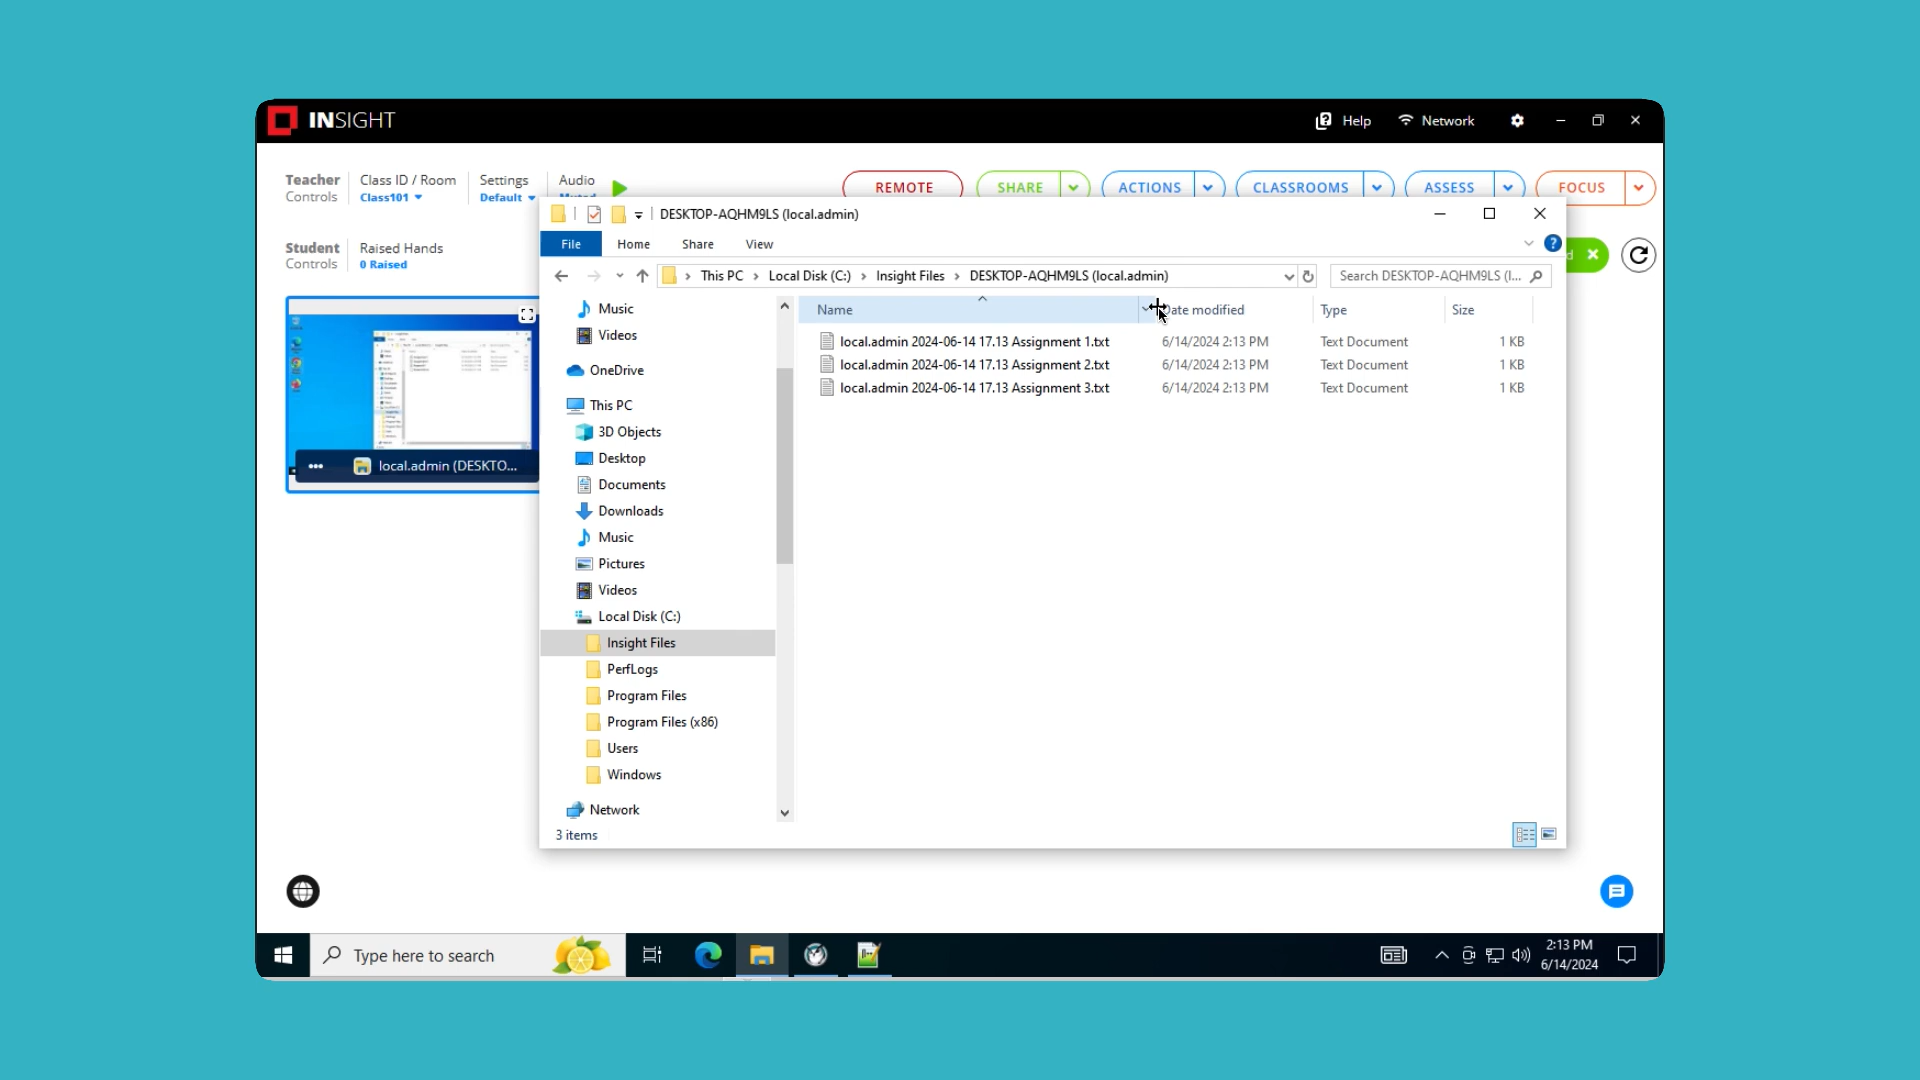 INSIGHT
Help
Network
Teacher
Controls
Class ID / Room
Class101
Settings
Default
Audio
REMOTE
SHARE
ACTIONS
CLASSROOMS
ASSESS
FOCUS
Student
Controls
Raised Hands
0 Raised
local.admin (DESKTO...
DESKTOP-AQHM9LS (local.admin)
File
Home
Share
View
This PC > Local Disk (C:) > Insight Files > DESKTOP-AQHM9LS (local.admin)
Search DESKTOP-AQHM9LS (l...
Name
Date modified
Type
Size
local.admin 2024-06-14 17.13 Assignment 1.txt 6/14/2024 2:13 PM Text Document 1 KB
local.admin 2024-06-14 17.13 Assignment 2.txt 6/14/2024 2:13 PM Text Document 1 KB
local.admin 2024-06-14 17.13 Assignment 3.txt 6/14/2024 2:13 PM Text Document 1 KB
Music
Videos
OneDrive
This PC
3D Objects
Desktop
Documents
Downloads
Music
Pictures
Videos
Local Disk (C:)
Insight Files
PerfLogs
Program Files
Program Files (x86)
Users
Windows
Network
3 items
Type here to search
2:13 PM
6/14/2024